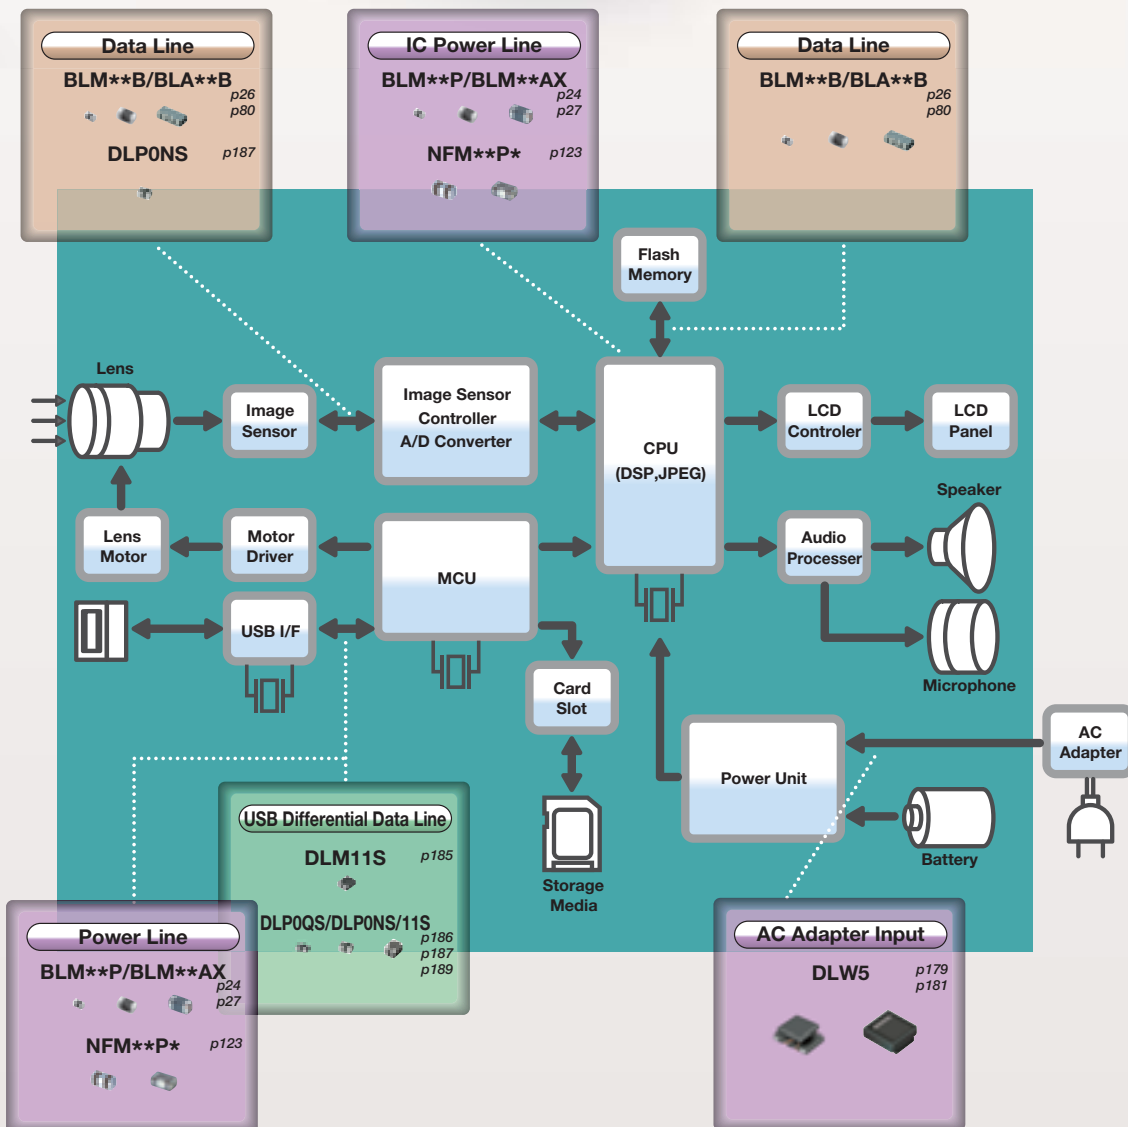 Data Line
BLM**B/BLA**B
p26
p80
DLP0NS p187
IC Power Line
BLM**P/BLM**AX
p24
p27
NFM**P* p123
Data Line
BLM**B/BLA**B
p26
p80
Flash
Memory
Lens
Image
Sensor
Image Sensor
Controller
A/D Converter
CPU
(DSP,JPEG)
LCD
Controler
LCD
Panel
Speaker
Lens
Motor
Motor
Driver
MCU
Audio
Processer
USB I/F
Microphone
Card
Slot
Power Unit
AC
Adapter
Battery
Storage
Media
USB Differential Data Line
DLM11S p185
DLP0QS/DLP0NS/11S
p186
p187
p189
Power Line
BLM**P/BLM**AX
p24
p27
NFM**P* p123
AC Adapter Input
DLW5 p179
p181